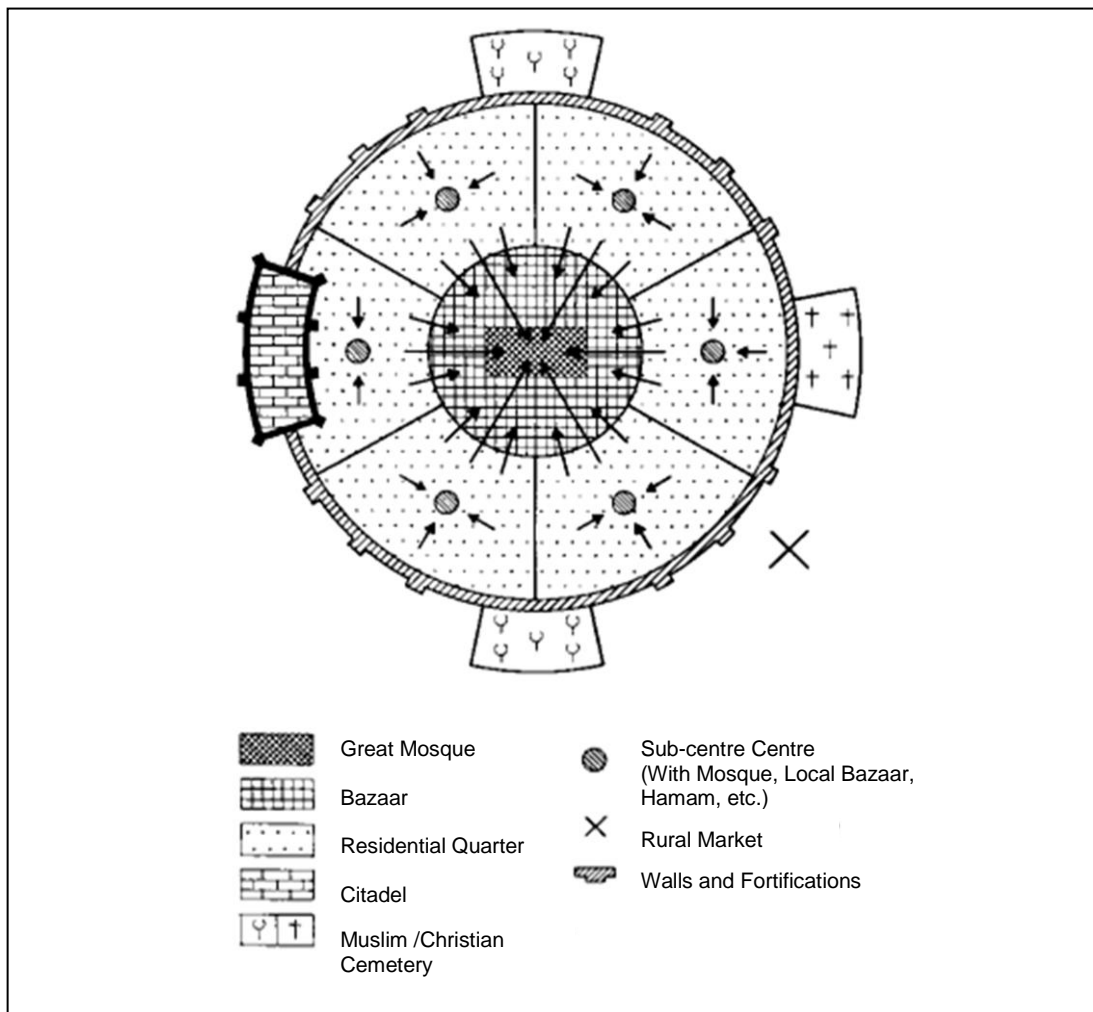 Great Mosque
Bazaar
Residential Quarter
Citadel
Muslim /Christian
Cemetery
Sub-centre Centre
(With Mosque, Local Bazaar,
Hamam, etc.)
Rural Market
Walls and Fortifications